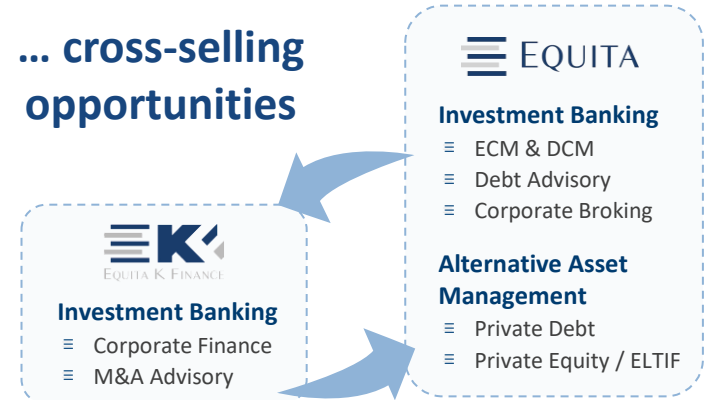 … cross-selling
opportunities
EQUITA
Investment Banking
ECM & DCM
Debt Advisory
Corporate Broking
Alternative Asset
Management
Private Debt
Private Equity / ELTIF
K
EQUITA K FINANCE
Investment Banking
Corporate Finance
M&A Advisory